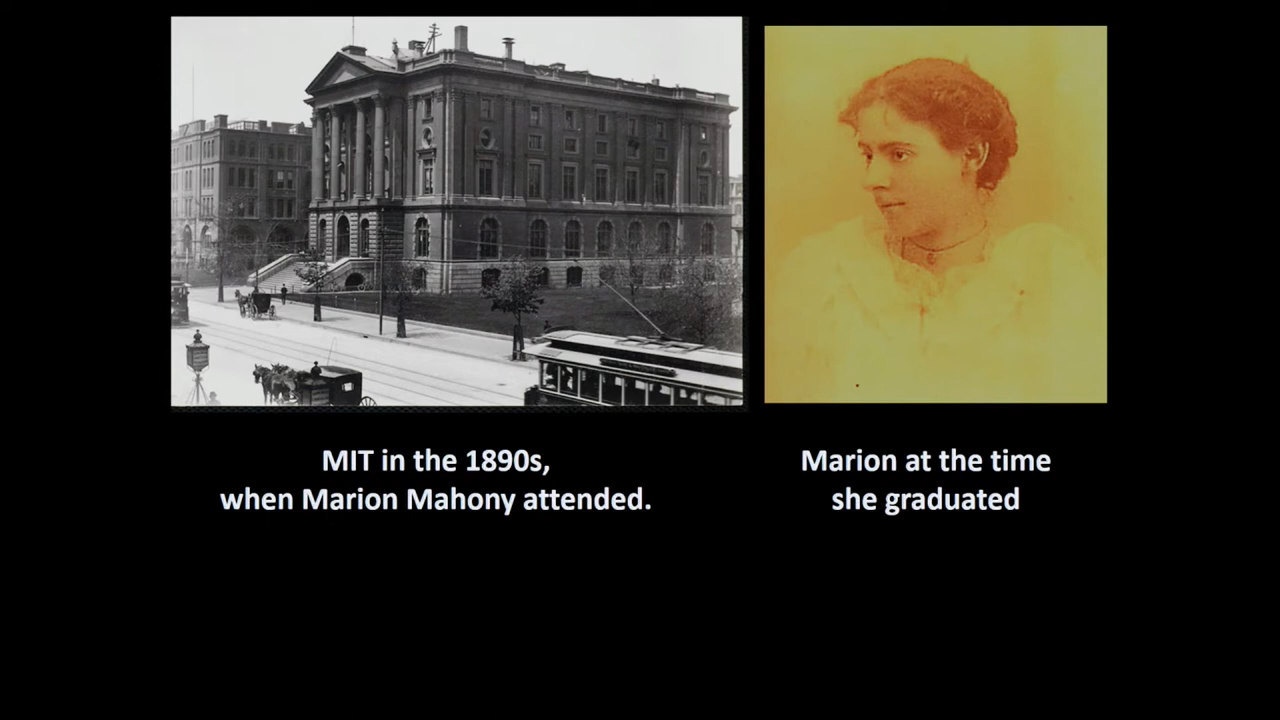 MIT in the 1890s,
when Marion Mahony attended.
Marion at the time
she graduated